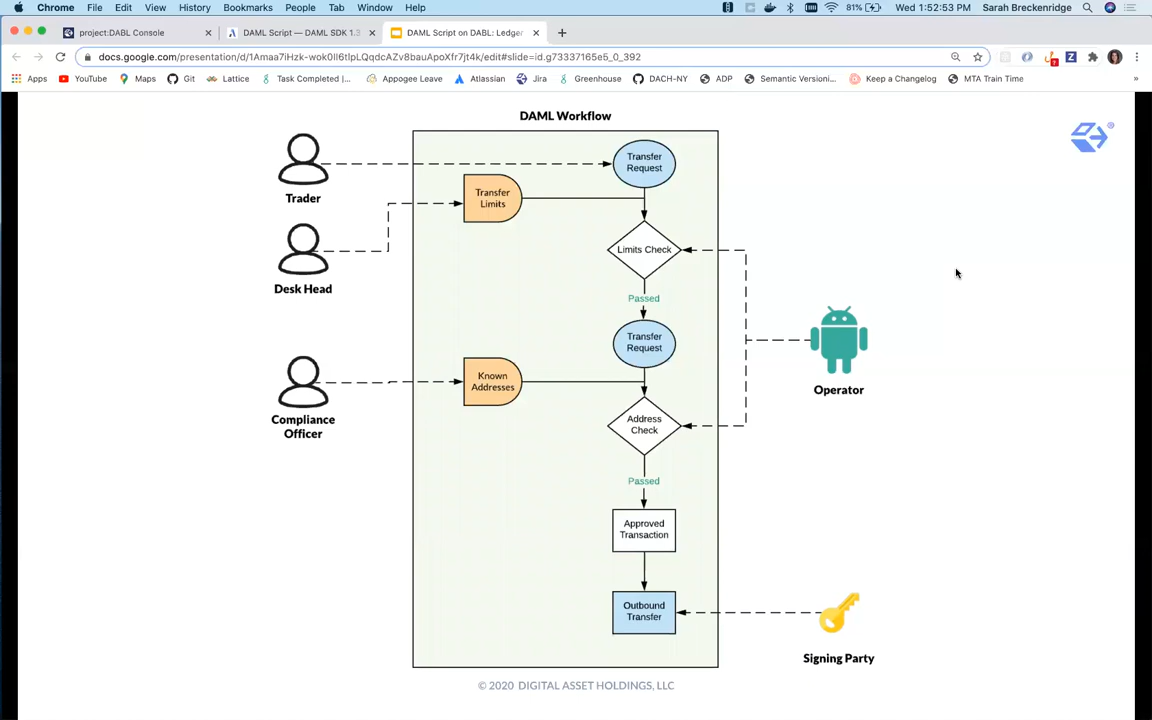 Chrome File Edit View History Bookmarks People Tab Window Help 81% Wed 1:52:53 PM Sarah Breckenridge
project:DABL Console
DAML Script — DAML SDK 1.3
DAML Script on DABL: Ledger
docs.google.com/presentation/d/1Amaa7iHzk-wok0Il6tlpLQqdcAZv8bauApoXfr7jt4k/edit#slide=id.g73337165e5_0_392
Apps YouTube Maps Git Lattice Task Completed |... Appogee Leave Atlassian Jira Greenhouse DACH-NY ADP Semantic Versioni... Keep a Changelog MTA Train Time »
DAML Workflow
Trader
Transfer
Request
Transfer
Limits
Desk Head
Limits Check
Passed
Transfer
Request
Operator
Known
Addresses
Compliance
Officer
Address
Check
Passed
Approved
Transaction
Outbound
Transfer
Signing Party
© 2020 DIGITAL ASSET HOLDINGS, LLC